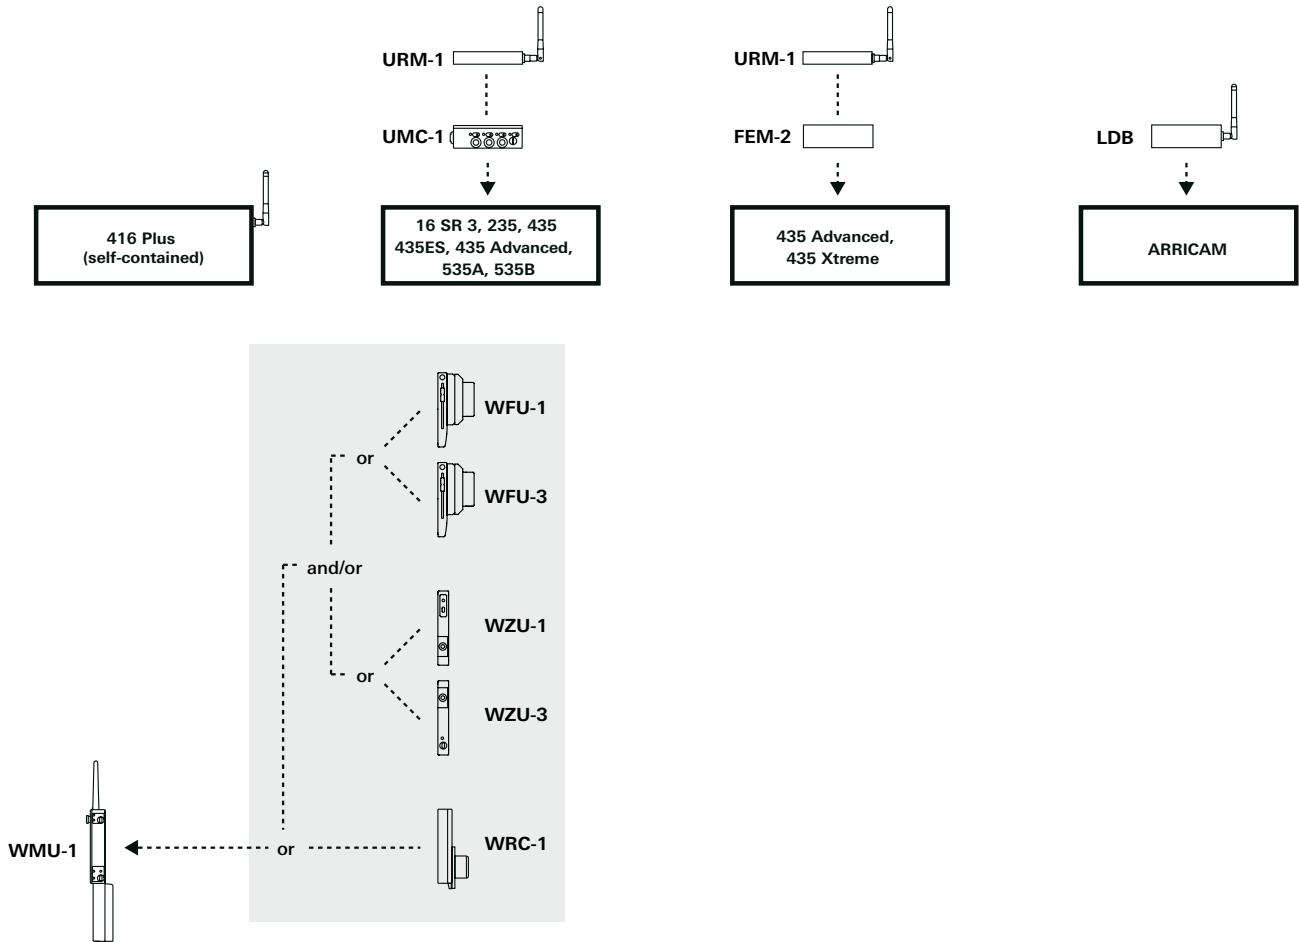 URM-1
URM-1
UMC-1
FEM-2
LDB
416 Plus
(self-contained)
16 SR 3, 235, 435
435ES, 435 Advanced,
535A, 535B
435 Advanced,
435 Xtreme
ARRICAM
WFU-1
or
WFU-3
and/or
WZU-1
or
WZU-3
WMU-1
or
WRC-1